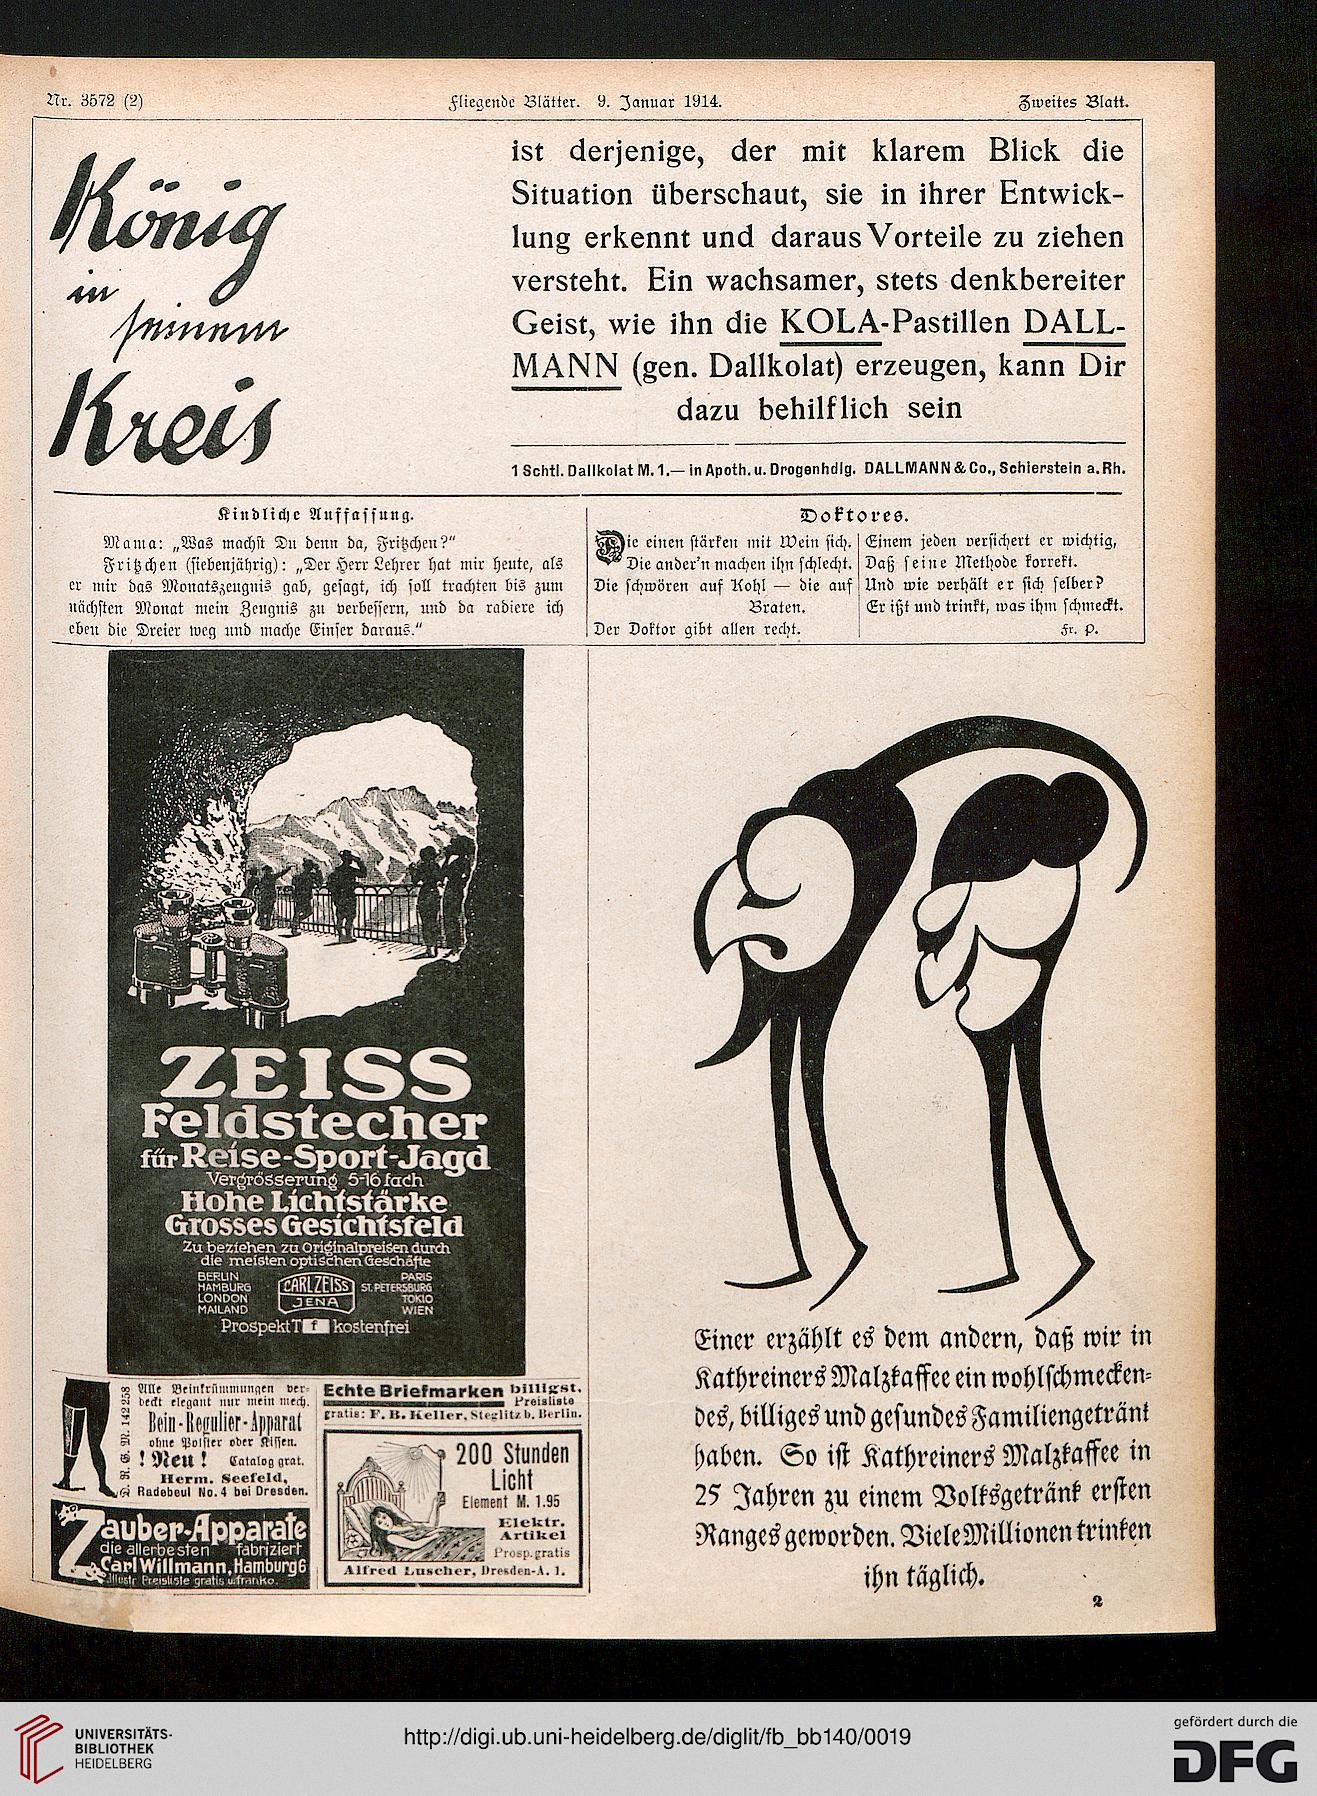 Nr. 3572 (2)
Fliegende Blätter. 9. Januar 1914.
Zweites Blatt.
König
in
seinem
Kreis
ist derjenige, der mit klarem Blick die
Situation überschaut, sie in ihrer Entwick-
lung erkennt und daraus Vorteile zu ziehen
versteht. Ein wachsamer, stets denkbereiter
Geist, wie ihn die KOLA-Pastillen DALL-
MANN (gen. Dallkolat) erzeugen, kann Dir
dazu behilflich sein
1 Schtl. Dallkolat M. 1.— in Apoth. u. Drogenhdlg. DALLMANN & Co., Schierstein a. Rh.
Kindliche Auffassung.
Mama: „Was machst Du denn da, Fritzchen?"
Fritzchen (siebenjährig): „Der Herr Lehrer hat mir heute, als
er mir das Monatszeugnis gab, gesagt, ich soll trachten bis zum
nächsten Monat mein Zeugnis zu verbessern, und da radiere ich
eben die Dreier weg und mache Einser daraus."
Doktores.
Die einen stärken mit Wein sich.
Die ander'n machen ihn schlecht.
Die schwören auf Kohl — die auf
Braten.
Der Doktor gibt allen recht.
Einem jeden versichert er wichtig,
Daß seine Methode korrekt.
Und wie verhält er sich selber?
Er ißt und trinkt, was ihm schmeckt.
Fr. P.
ZEISS
Feldstecher
für Reise-Sport-Jagd
Vergrösserung 5-16 fach
Hohe Lichtstärke
Grosses Gesichtsfeld
Zu beziehen zu Originalpreisen durch
die meisten optischen Geschäfte
BERLIN
HAMBURG
LONDON
MAILAND
CARL ZEISS
JENA
PARIS
ST. PETERSBURG
TOKIO
WIEN
Prospekt T f kostenfrei
D. R. G. M. 142 258
Alle Beinkrümmungen ver-
deckt elegant nur mein mech.
Bein-Regulier-Apparat
ohne Polster oder Kissen.
! Neu ! Catalog grat.
Herm. Seefeld,
Radebeul No. 4 bei Dresden.
Zauber-Apparate
die allerbesten fabriziert
Carl Willmann, Hamburg 6
Illustr. Preisliste gratis u. franko.
Echte Briefmarken billigst.
Preisliste
gratis: F. B. Keller, Steglitz b. Berlin.
200 Stunden
Licht
Element M. 1.95
Elektr.
Artikel
Prosp. gratis
Alfred Luscher, Dresden-A. 1.
Einer erzählt es dem andern, daß wir in
Kathreiners Malzkaffee ein wohlschmecken-
des, billiges und gesundes Familiengetränk
haben. So ist Kathreiners Malzkaffee in
25 Jahren zu einem Volksgetränk ersten
Ranges geworden. Viele Millionen trinken
ihn täglich.
2
UNIVERSITÄTS-
BIBLIOTHEK
HEIDELBERG
http://digi.ub.uni-heidelberg.de/diglit/fb_bb140/0019
gefördert durch die
DFG